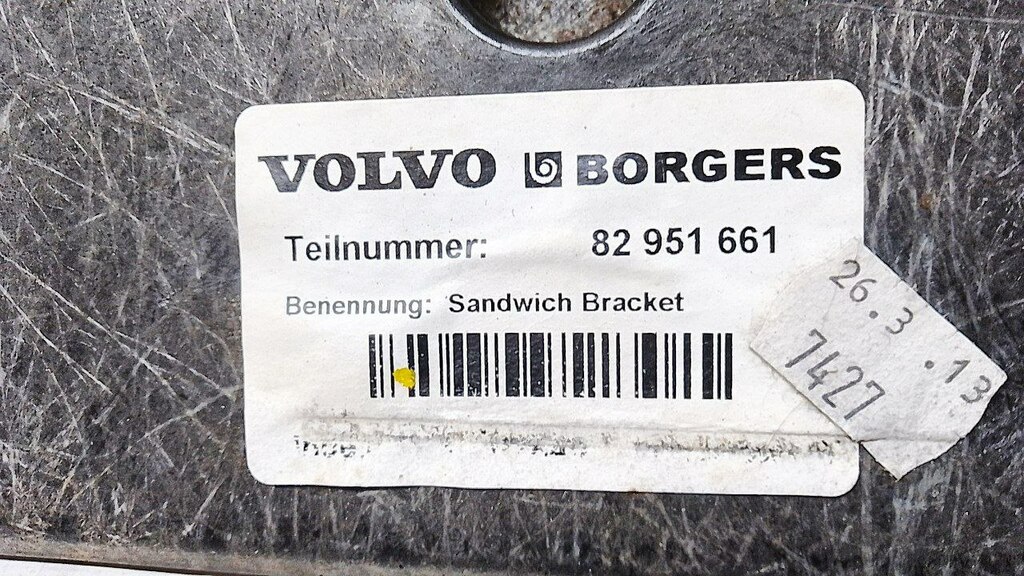 VOLVO BORGERS
Teilnummer: 82 951 661
Benennung: Sandwich Bracket
26.3.13
7427